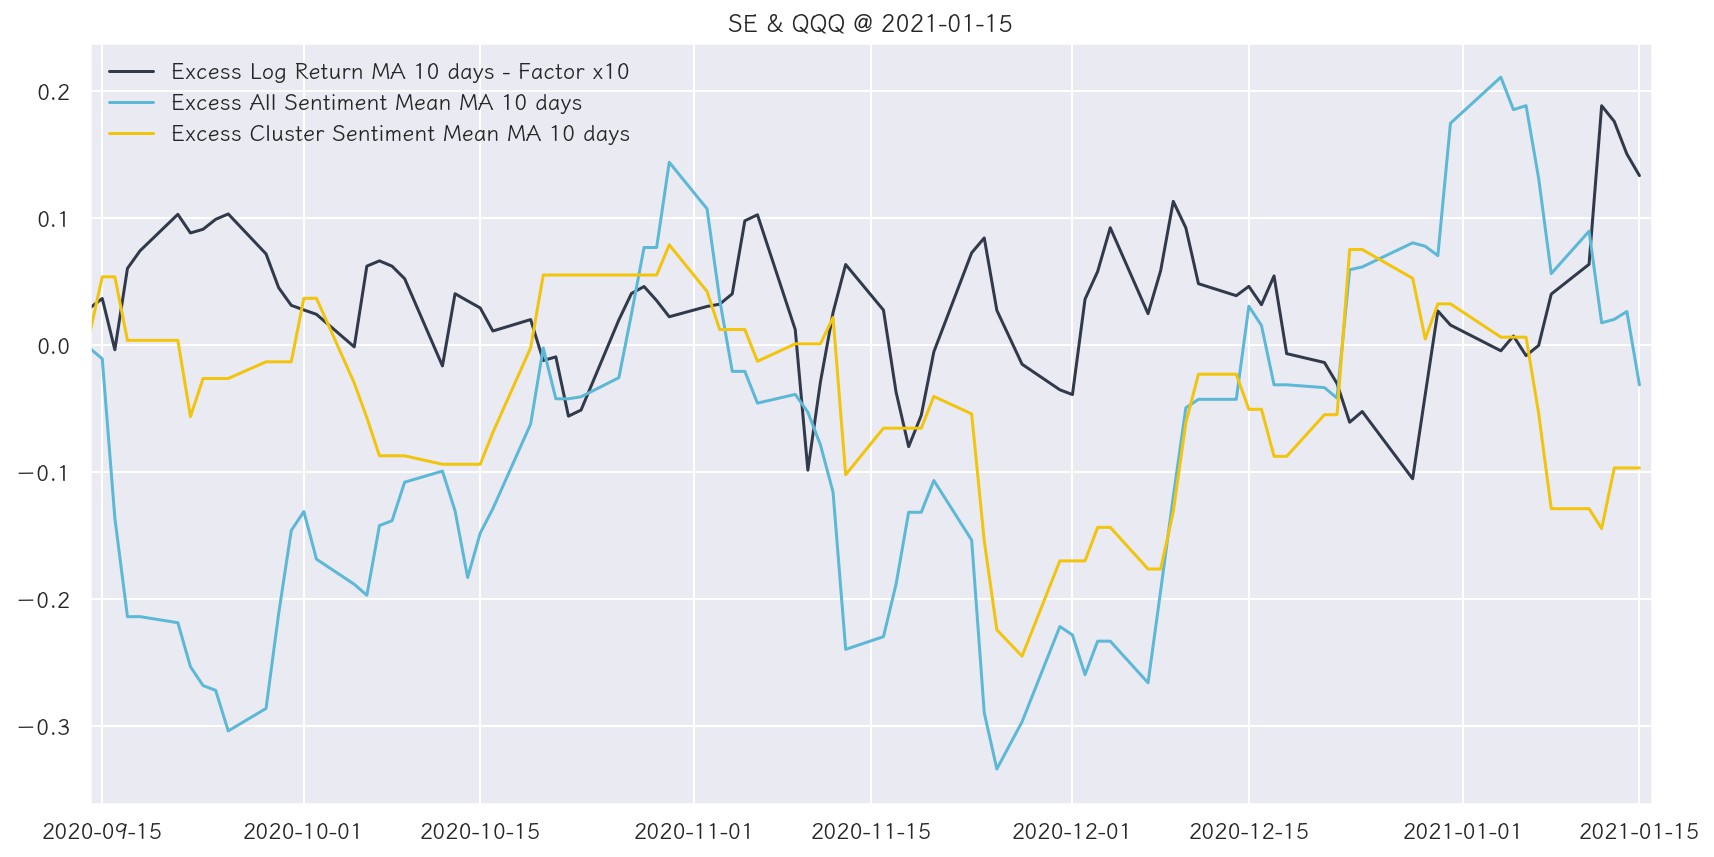 SE & QQQ @ 2021-01-15
Excess Log Return MA 10 days - Factor x10
Excess All Sentiment Mean MA 10 days
Excess Cluster Sentiment Mean MA 10 days
0.2
0.1
0.0
−0.1
−0.2
−0.3
2020-09-15 2020-10-01 2020-10-15 2020-11-01 2020-11-15 2020-12-01 2020-12-15 2021-01-01 2021-01-15